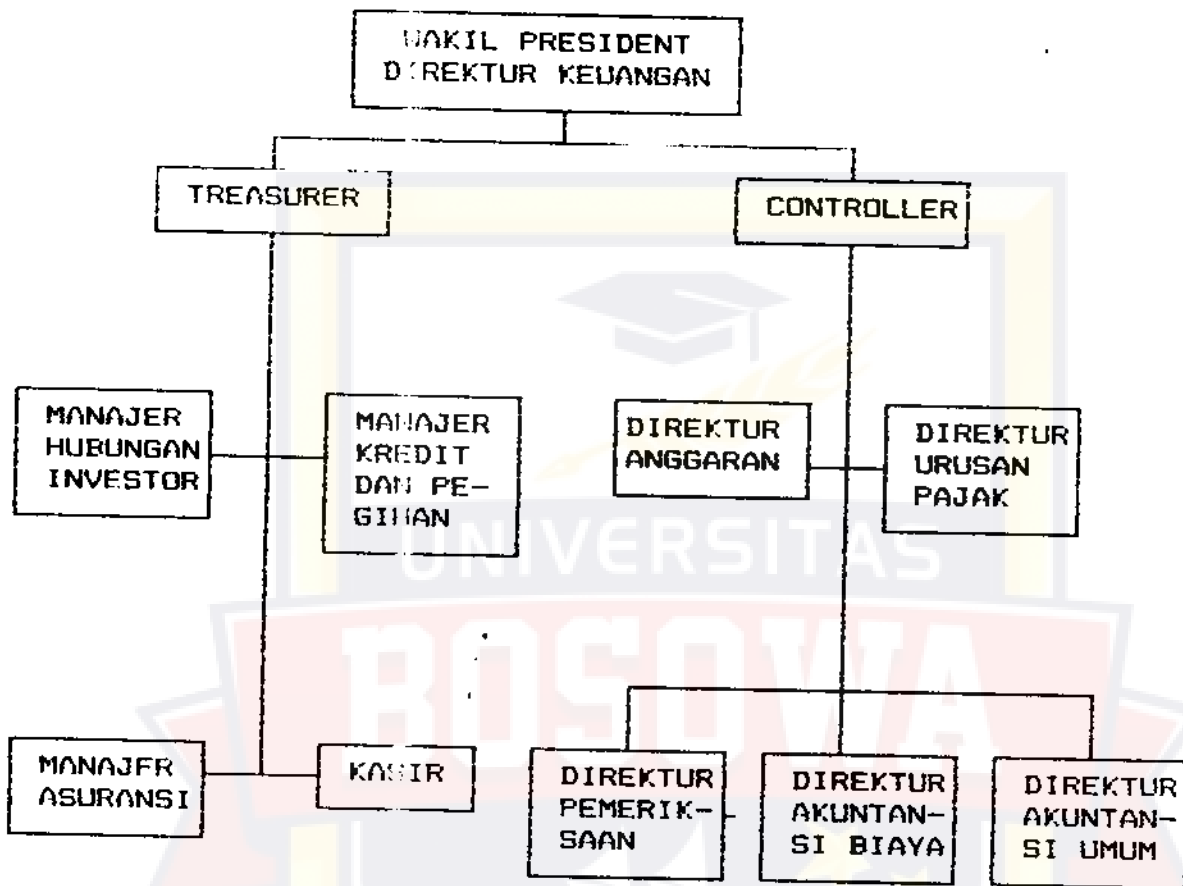 WAKIL PRESIDENT
DIREKTUR KEUANGAN
TREASURER
CONTROLLER
MANAJER
HUBUNGAN
INVESTOR
MANAJER
KREDIT
DAN PE-
GIHAN
DIREKTUR
ANGGARAN
DIREKTUR
URUSAN
PAJAK
UNIVERSITAS
BOSOWA
MANAJER
ASURANSI
KASIR
DIREKTUR
PEMERIK-
SAAN
DIREKTUR
AKUNTAN-
SI BIAYA
DIREKTUR
AKUNTAN-
SI UMUM